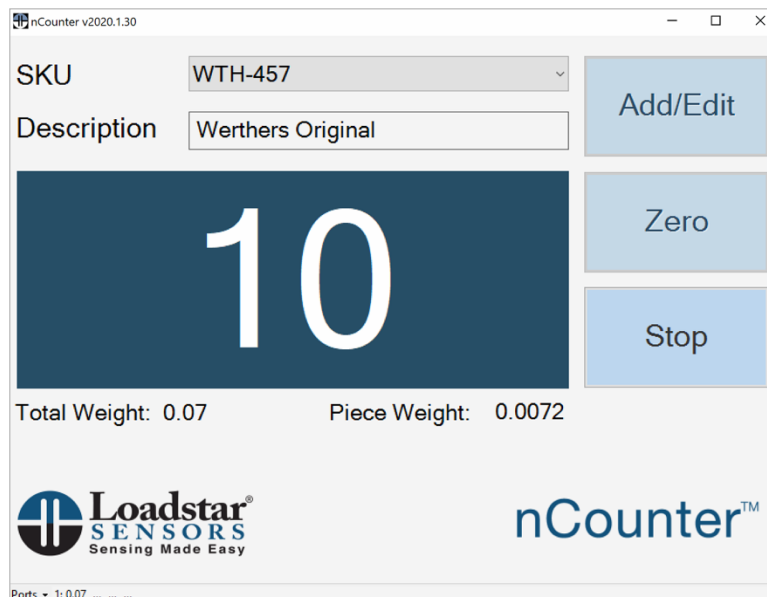 nCounter v2020.1.30
SKU
WTH-457
Add/Edit
Description
Werthers Original
10
Zero
Stop
Total Weight: 0.07
Piece Weight: 0.0072
Loadstar®
SENSORS
Sensing Made Easy
nCounter™
Ports 1: 0.07 ... ... ...